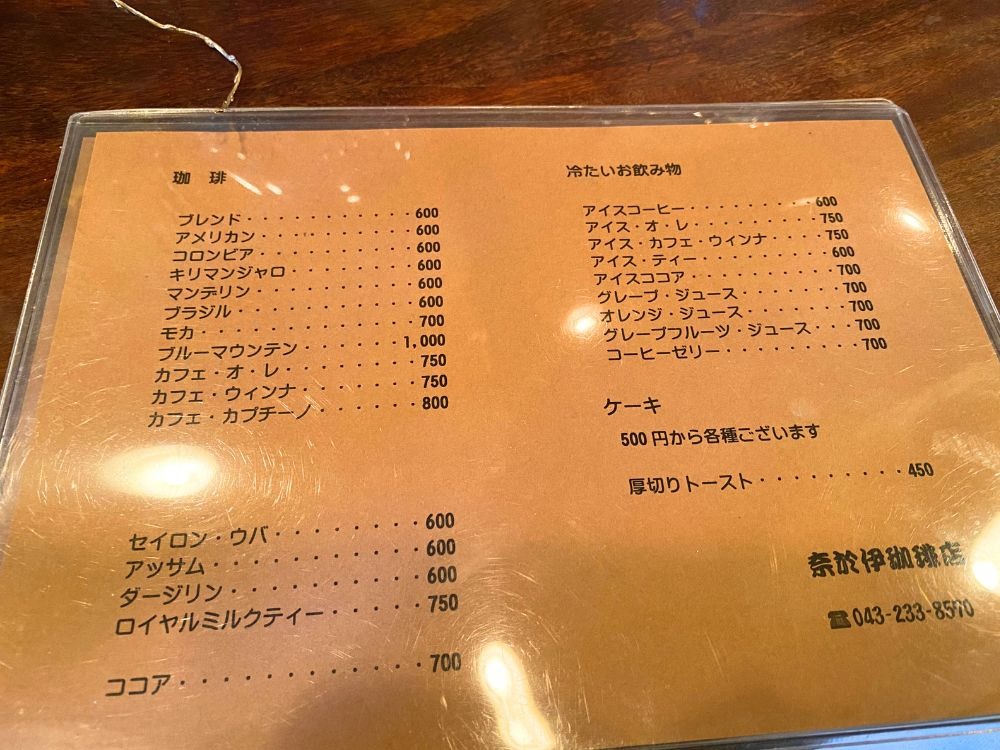 珈 琲
ブレンド・・・・・・・・・・・600
アメリカン・・・・・・・・・・600
コロンビア・・・・・・・・・・600
キリマンジャロ・・・・・・・・600
マンデリン・・・・・・・・・・600
ブラジル・・・・・・・・・・・600
モカ・・・・・・・・・・・・・700
ブルーマウンテン・・・・・・1,000
カフェ・オ・レ・・・・・・・・750
カフェ・ウィンナ・・・・・・・750
カフェ・カプチーノ・・・・・・800
セイロン・ウバ・・・・・・・・600
アッサム・・・・・・・・・・・600
ダージリン・・・・・・・・・・600
ロイヤルミルクティー・・・・・750
ココア・・・・・・・・・・・・700
冷たいお飲み物
アイスコーヒー・・・・・・・・600
アイス・オ・レ・・・・・・・・750
アイス・カフェ・ウィンナ・・・・750
アイス・ティー・・・・・・・・600
アイスココア・・・・・・・・・700
グレープ・ジュース・・・・・・700
オレンジ・ジュース・・・・・・700
グレープフルーツ・ジュース・・・700
コーヒーゼリー・・・・・・・・・700
ケーキ
500円から各種ございます
厚切りトースト・・・・・・・・・450
奈於伊珈琲店
☎043-233-8570